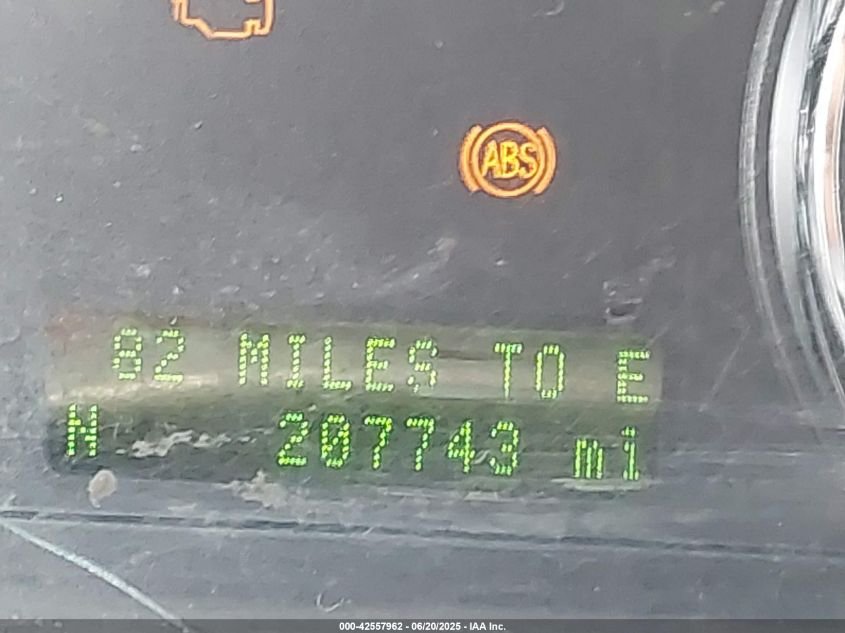 ABS
82 MILES TO E
N 207743 mi
000-42557962 - 06/20/2025 - IAA Inc.